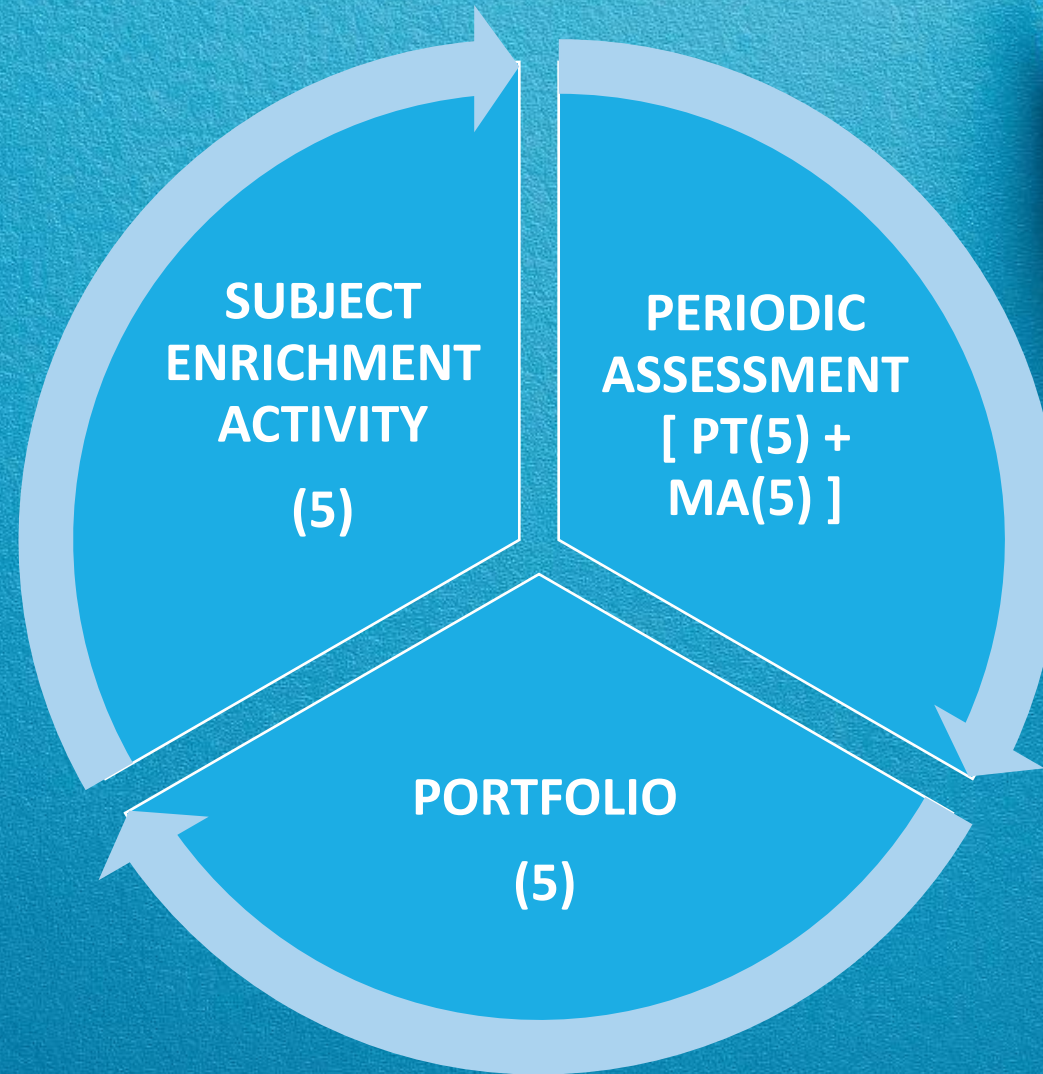 SUBJECT
ENRICHMENT
ACTIVITY
(5)
PERIODIC
ASSESSMENT
[ PT(5) +
MA(5) ]
PORTFOLIO
(5)